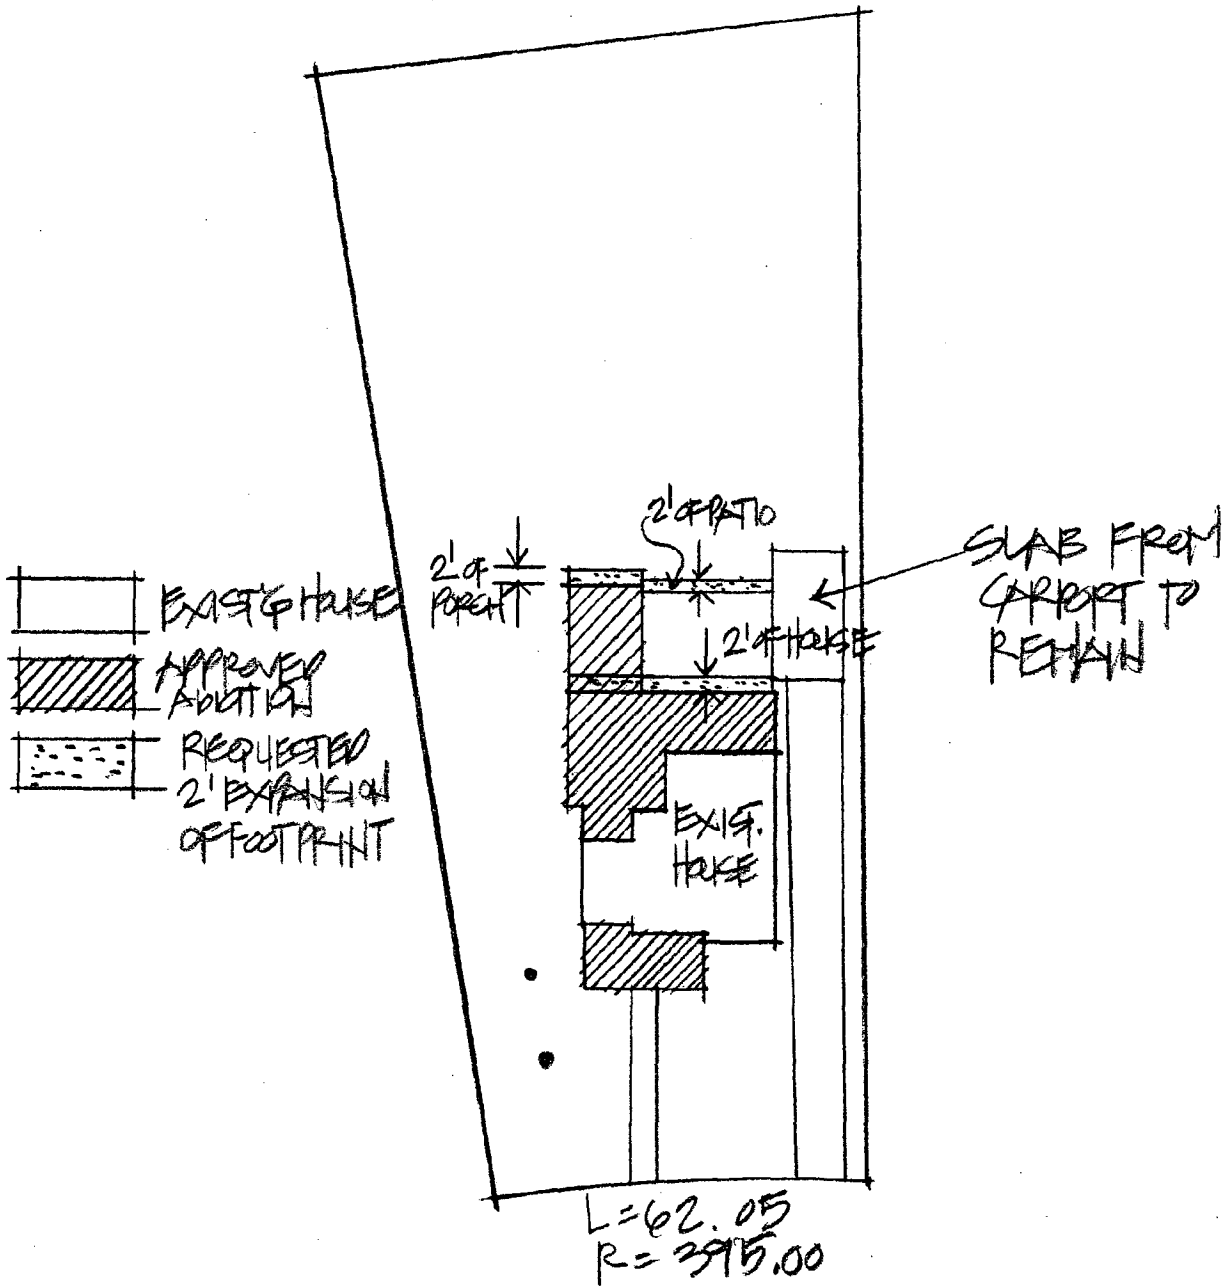 2' OF PATIO
2' OF
PORCH
2' OF HOUSE
SLAB FROM
CARPORT TO
REMAIN
EXIST'G HOUSE
APPROVED
ADDITION
REQUESTED
2' EXPANSION
OF FOOTPRINT
EXIST.
HOUSE
L=62.05
R=395.00